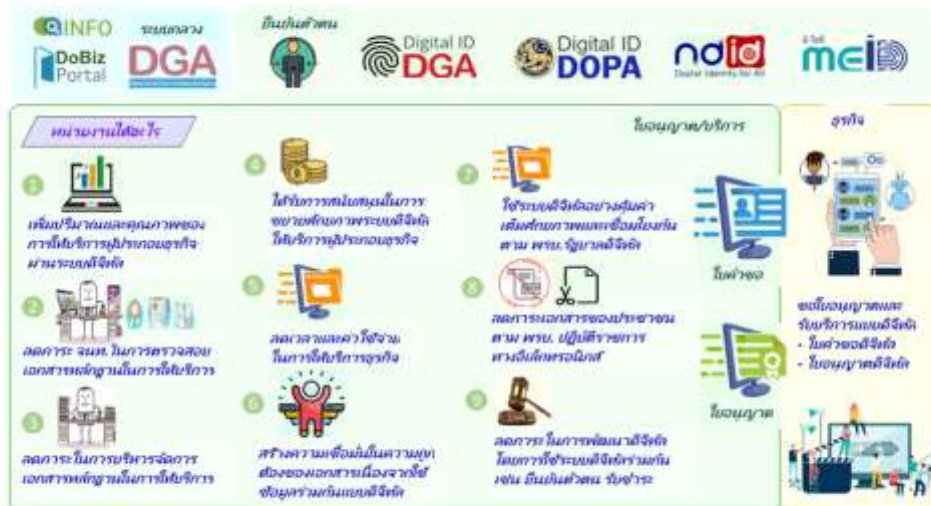 INFO
DoBiz
Portal
ระบบกลาง
DGA
ยืนยันตัวตน
Digital ID
DGA
Digital ID
DOPA
ndid
Digital Identity for All
meiD
หน่วยงานได้อะไร
1
เพิ่มปริมาณและคุณภาพของ
การให้บริการผู้ประกอบธุรกิจ
ผ่านระบบดิจิทัล
2
ลดภาระ จนท. ในการตรวจสอบ
เอกสารหลักฐานในการให้บริการ
3
ลดภาระในการบริหารจัดการ
เอกสารหลักฐานในการให้บริการ
4
ได้รับการสนับสนุนในการ
ขยายศักยภาพระบบดิจิทัล
ให้บริการผู้ประกอบธุรกิจ
5
ลดเวลาและค่าใช้จ่าย
ในการให้บริการธุรกิจ
6
สร้างความเชื่อมั่นในความถูก
ต้องของเอกสารเนื่องจากใช้
ข้อมูลร่วมกันแบบดิจิทัล
7
ใช้ระบบดิจิทัลอย่างคุ้มค่า
เต็มศักยภาพและเชื่อมโยงกัน
ตาม พรบ. รัฐบาลดิจิทัล
8
ลดภาระเอกสารของประชาชน
ตาม พรบ. ปฏิบัติราชการ
ทางอิเล็กทรอนิกส์
9
ลดภาระในการพัฒนาดิจิทัล
โดยการใช้ระบบดิจิทัลร่วมกัน
เช่น ยืนยันตัวตน รับชำระ
ใบอนุญาต/บริการ
ใบคำขอ
ใบอนุญาต
ธุรกิจ
ขอใบอนุญาตและ
รับบริการแบบดิจิทัล
- ใบคำขอดิจิทัล
- ใบอนุญาตดิจิทัล